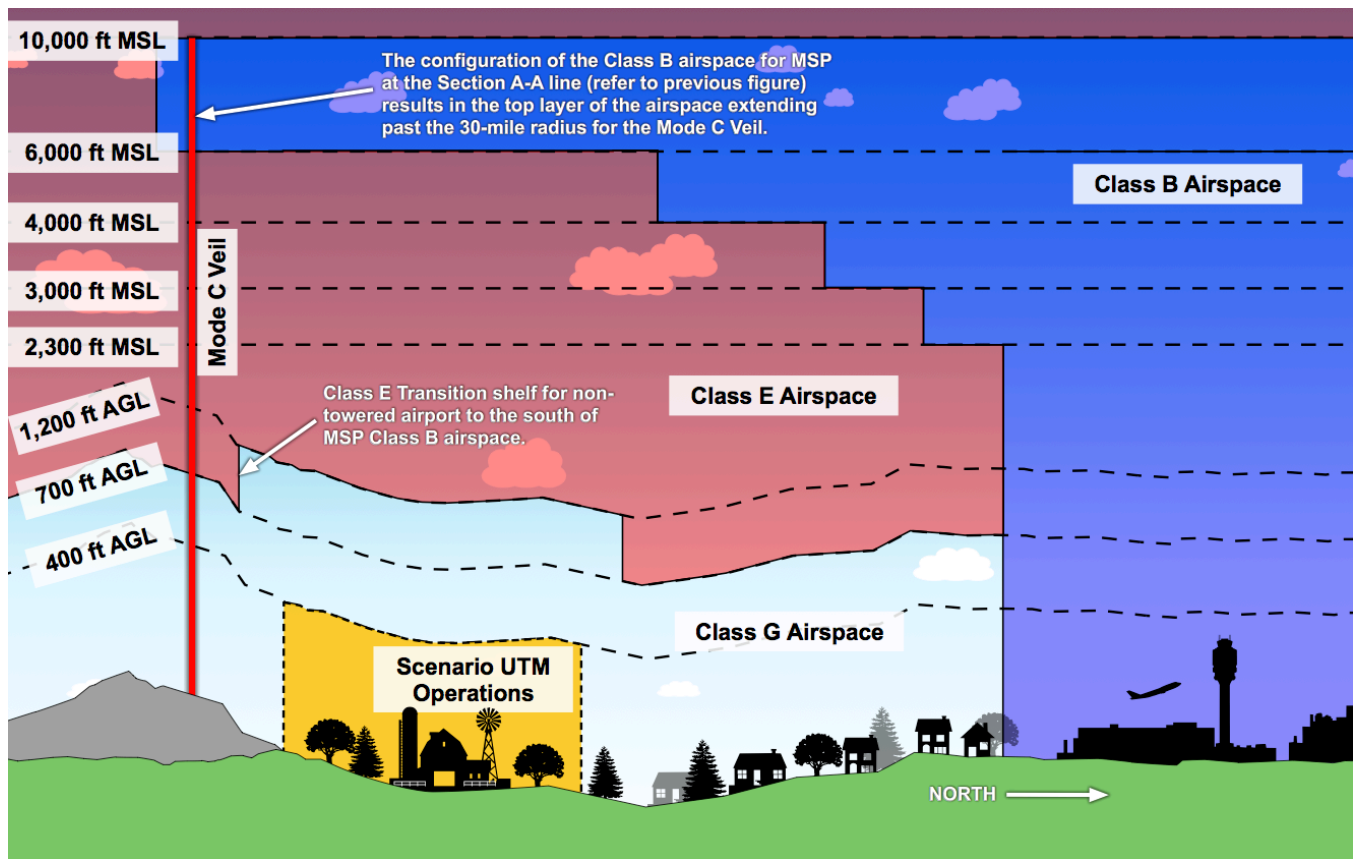 10,000 ft MSL
The configuration of the Class B airspace for MSP
at the Section A-A line (refer to previous figure)
results in the top layer of the airspace extending
past the 30-mile radius for the Mode C Veil.
6,000 ft MSL
Class B Airspace
4,000 ft MSL
Mode C Veil
3,000 ft MSL
2,300 ft MSL
Class E Transition shelf for non-
towered airport to the south of
MSP Class B airspace.
Class E Airspace
1,200 ft AGL
700 ft AGL
400 ft AGL
Class G Airspace
Scenario UTM
Operations
NORTH